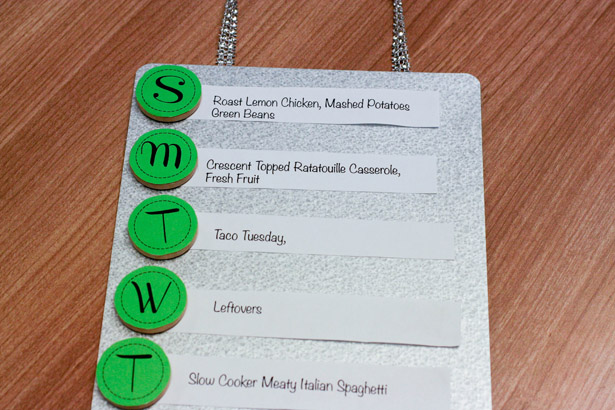 S
Roast Lemon Chicken, Mashed Potatoes
Green Beans
m
Crescent Topped Ratatouille Casserole,
Fresh Fruit
T
Taco Tuesday,
W
Leftovers
T
Slow Cooker Meaty Italian Spaghetti